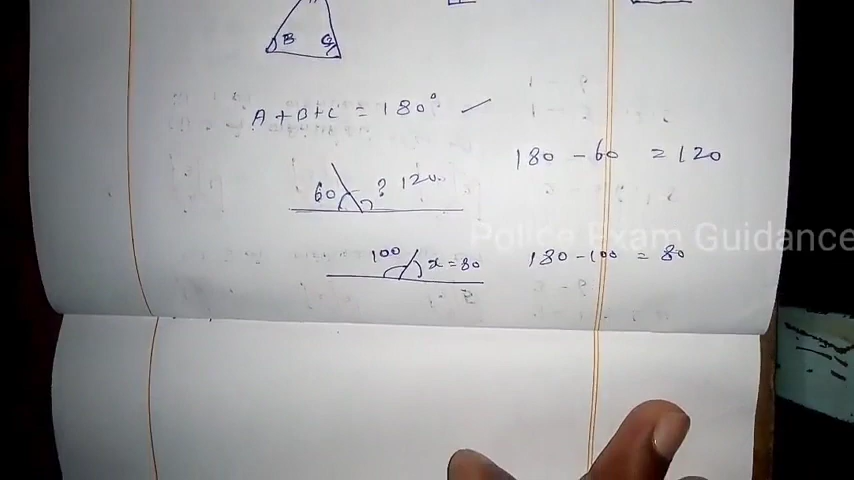 B C
A + B + C = 180°
180 - 60 = 120
60 ? 120
Police Exam Guidance
100 x = 80
180 - 100 = 80